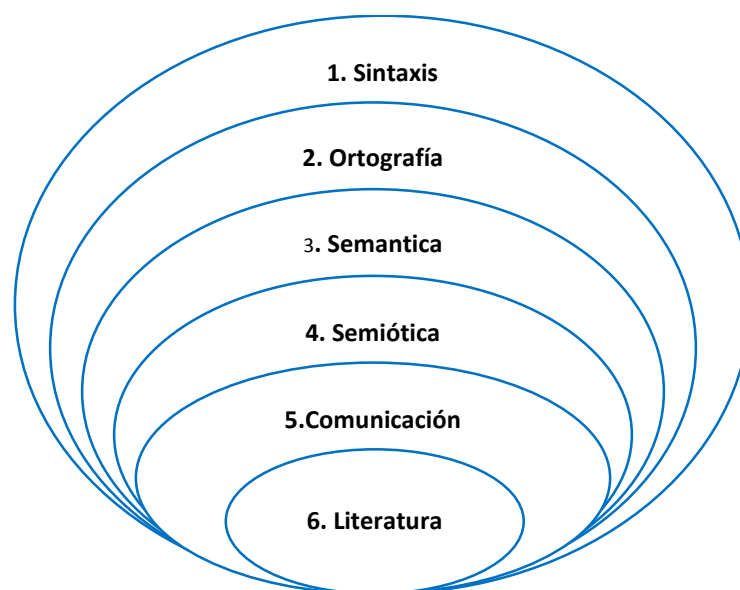 1. Sintaxis
2. Ortografía
3. Semantica
4. Semiótica
5.Comunicación
6. Literatura